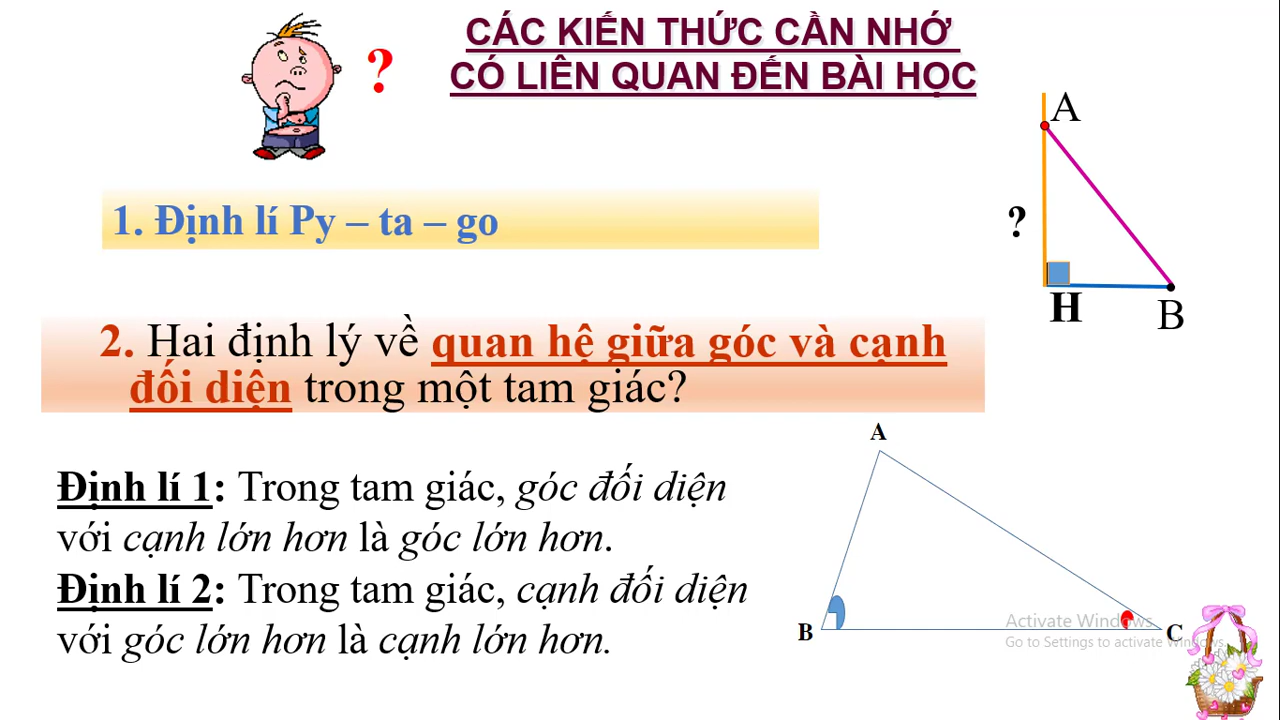 CÁC KIẾN THỨC CẦN NHỚ
CÓ LIÊN QUAN ĐẾN BÀI HỌC
?
A
?
H
B
1. Định lí Py – ta – go
2. Hai định lý về quan hệ giữa góc và cạnh
đối diện trong một tam giác?
Định lí 1: Trong tam giác, góc đối diện
với cạnh lớn hơn là góc lớn hơn.
Định lí 2: Trong tam giác, cạnh đối diện
với góc lớn hơn là cạnh lớn hơn.
A
B
C
Activate Windows
Go to Settings to activate Windows.